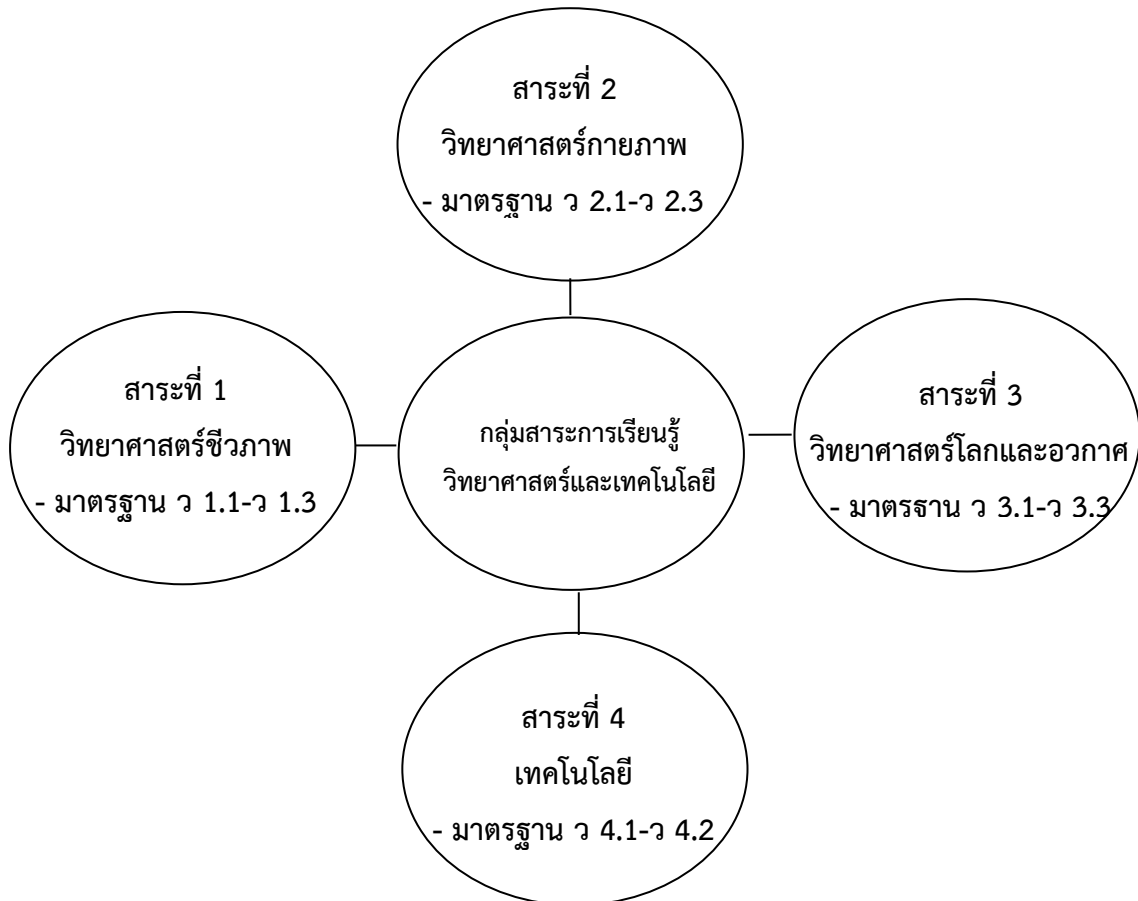 สาระที่ 2
วิทยาศาสตร์กายภาพ
- มาตรฐาน ว 2.1-ว 2.3
สาระที่ 1
วิทยาศาสตร์ชีวภาพ
- มาตรฐาน ว 1.1-ว 1.3
กลุ่มสาระการเรียนรู้
วิทยาศาสตร์และเทคโนโลยี
สาระที่ 3
วิทยาศาสตร์โลกและอวกาศ
- มาตรฐาน ว 3.1-ว 3.3
สาระที่ 4
เทคโนโลยี
- มาตรฐาน ว 4.1-ว 4.2